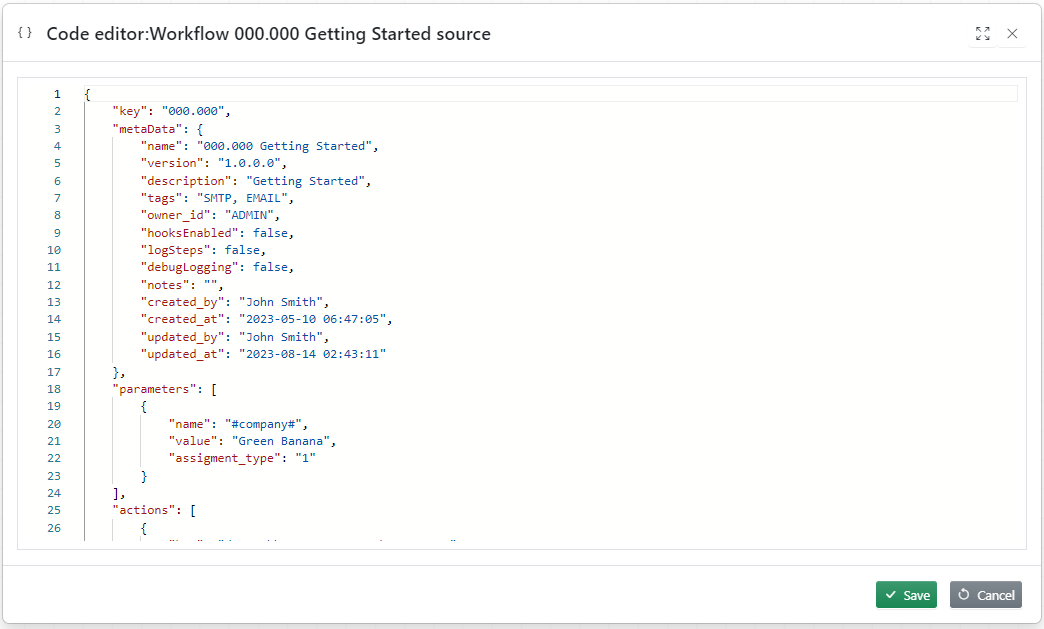 {} Code editor:Workflow 000.000 Getting Started source
1 {
2 "key": "000.000",
3 "metaData": {
4 "name": "000.000 Getting Started",
5 "version": "1.0.0.0",
6 "description": "Getting Started",
7 "tags": "SMTP, EMAIL",
8 "owner_id": "ADMIN",
9 "hooksEnabled": false,
10 "logSteps": false,
11 "debugLogging": false,
12 "notes": "",
13 "created_by": "John Smith",
14 "created_at": "2023-05-10 06:47:05",
15 "updated_by": "John Smith",
16 "updated_at": "2023-08-14 02:43:11"
17 },
18 "parameters": [
19 {
20 "name": "#company#",
21 "value": "Green Banana",
22 "assigment_type": "1"
23 }
24 ],
25 "actions": [
26 {
Save Cancel